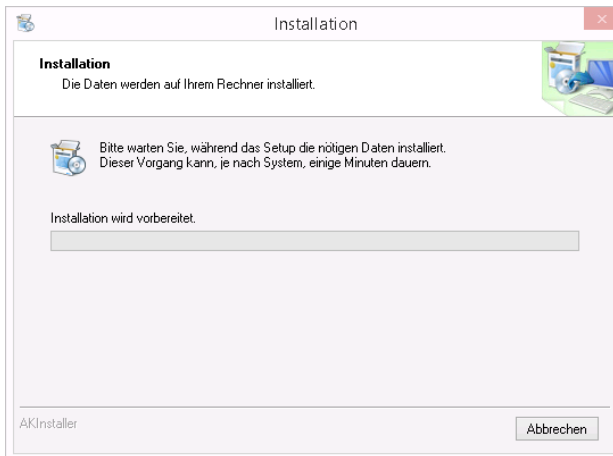 Installation
Installation
Die Daten werden auf Ihrem Rechner installiert.
Bitte warten Sie, während das Setup die nötigen Daten installiert.
Dieser Vorgang kann, je nach System, einige Minuten dauern.
Installation wird vorbereitet.
AKInstaller
Abbrechen